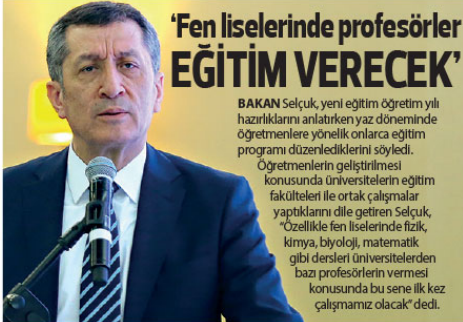 ‘Fen liselerinde profesörler
EĞİTİM VERECEK’
BAKAN Selçuk, yeni eğitim öğretim yılı
hazırlıklarını anlatırken yaz döneminde
öğretmenlere yönelik onlarca eğitim
programı düzenlediklerini söyledi.
Öğretmenlerin geliştirilmesi
konusunda üniversitelerin eğitim
fakülteleri ile ortak çalışmalar
yaptıklarını dile getiren Selçuk,
“Özellikle fen liselerinde fizik,
kimya, biyoloji, matematik
gibi dersleri üniversitelerden
bazı profesörlerin vermesi
konusunda bu sene ilk kez
çalışmamız olacak” dedi.